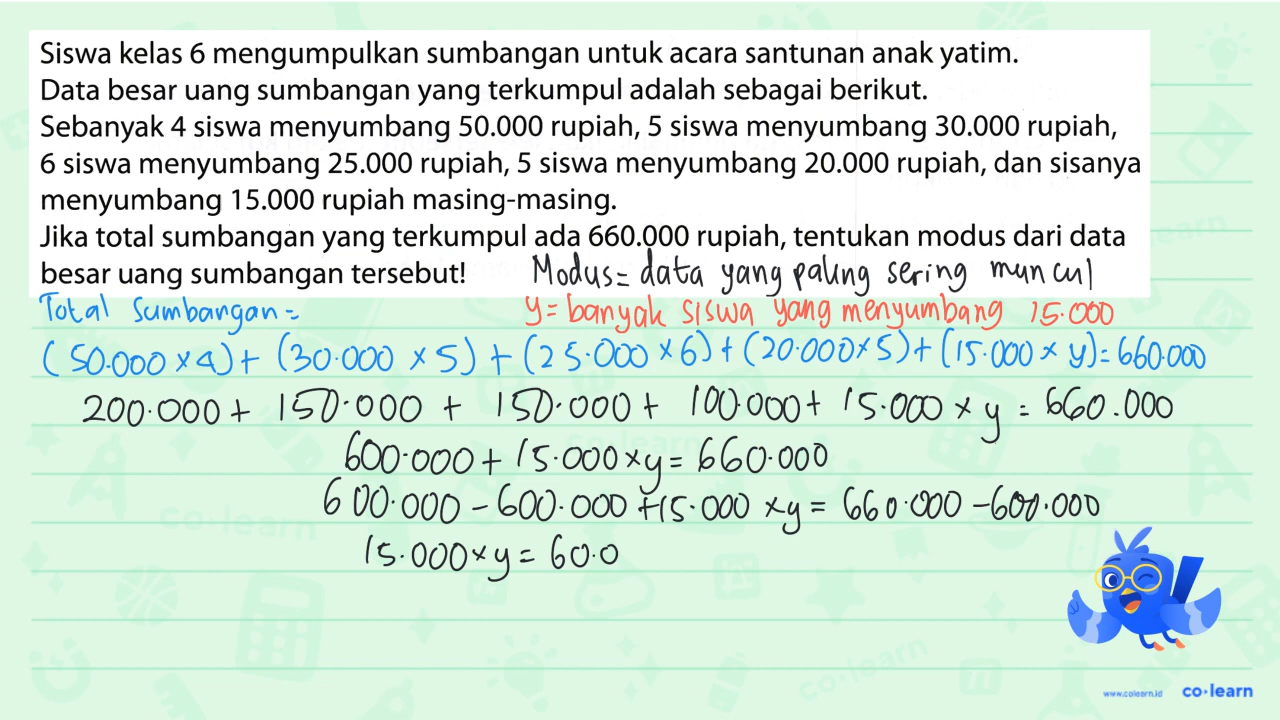 Siswa kelas 6 mengumpulkan sumbangan untuk acara santunan anak yatim.
Data besar uang sumbangan yang terkumpul adalah sebagai berikut.
Sebanyak 4 siswa menyumbang 50.000 rupiah, 5 siswa menyumbang 30.000 rupiah,
6 siswa menyumbang 25.000 rupiah, 5 siswa menyumbang 20.000 rupiah, dan sisanya
menyumbang 15.000 rupiah masing-masing.
Jika total sumbangan yang terkumpul ada 660.000 rupiah, tentukan modus dari data
besar uang sumbangan tersebut! Modus= data yang paling sering muncul
Total Sumbangan = y = banyak siswa yang menyumbang 15.000
(50.000 × 4) + (30.000 × 5) + (25.000 × 6) + (20.000 × 5) + (15.000 × y) = 660.000
200.000 + 150.000 + 150.000 + 100.000 + 15.000 × y = 660.000
600.000 + 15.000 × y = 660.000
600.000 - 600.000 + 15.000 × y = 660.000 - 600.000
15.000 × y = 60.0
www.colearn.id co·learn